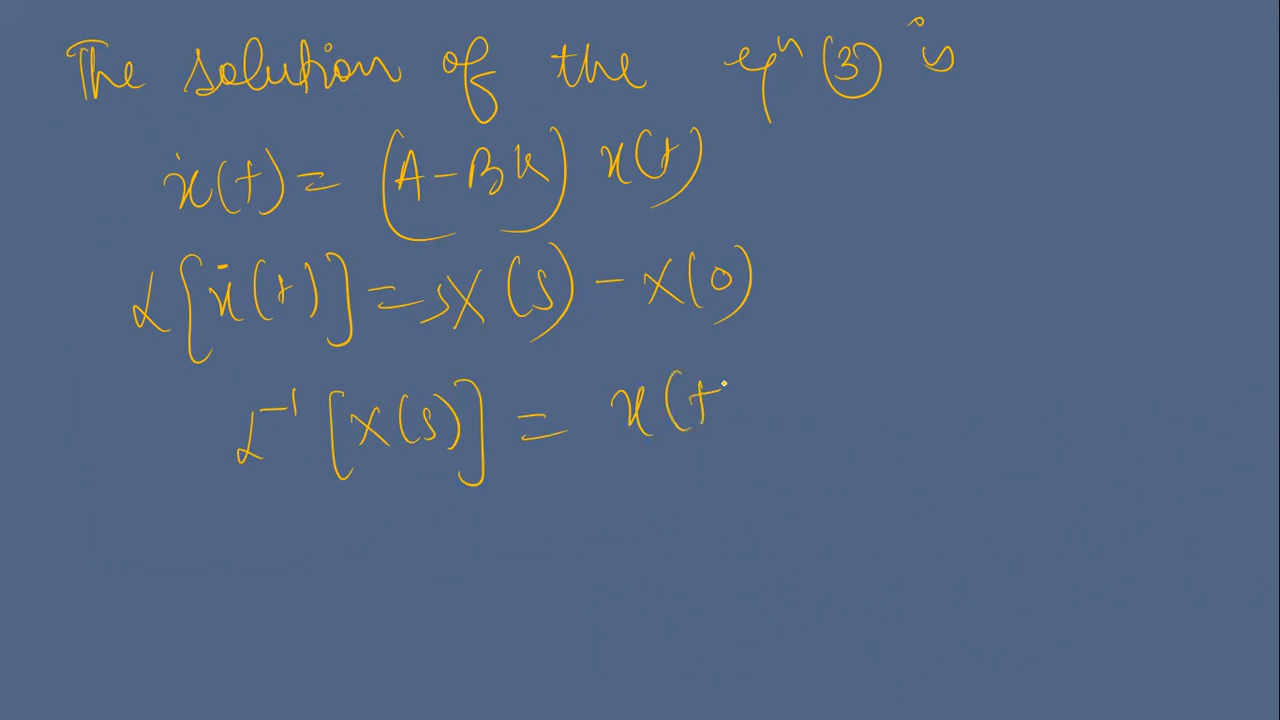 The solution of the eqⁿ (3) is
ẋ(t) = (A - BK) x(t)
L[ẋ(t)] = sX(s) - X(0)
L⁻¹[X(s)] = x(t